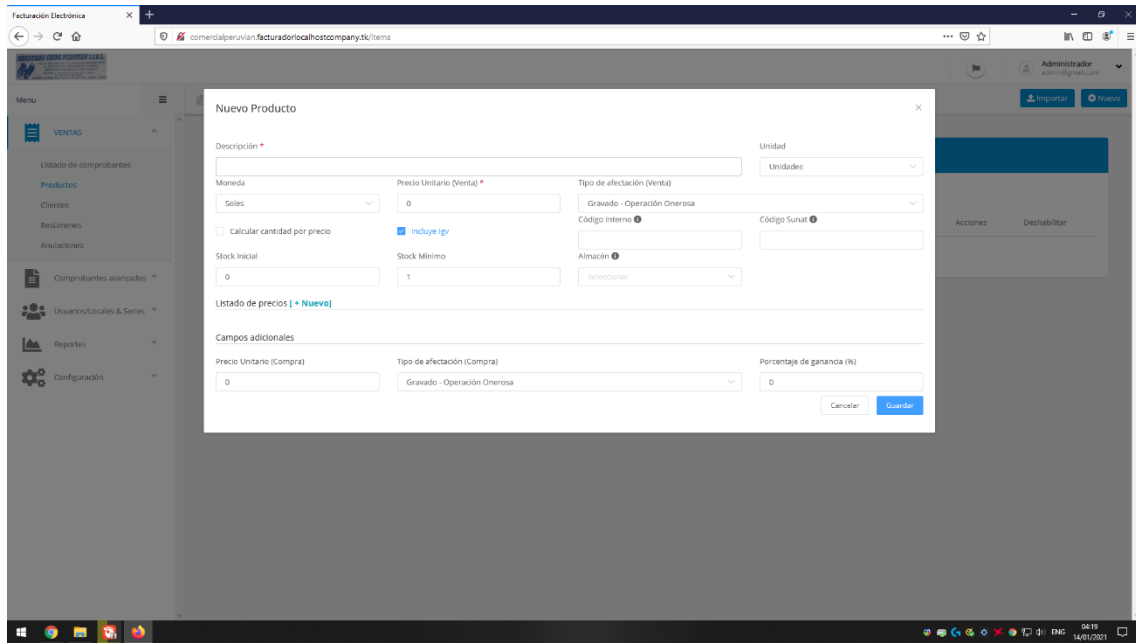 Facturación Electrónica
comercialperuvian.facturadorlocalhostcompany.tk/items
Administrador
admin@gmail.com
Menu
Importar
Nuevo
VENTAS
Listado de comprobantes
Productos
Clientes
Resúmenes
Anulaciones
Comprobantes avanzados
Usuarios/Locales & Series
Reportes
Configuración
Acciones Deshabilitar
Nuevo Producto
Descripción * Unidad
Unidades
Moneda Precio Unitario (Venta) * Tipo de afectación (Venta)
Soles 0 Gravado - Operación Onerosa
Código Interno Código Sunat
Calcular cantidad por precio Incluye Igv
Stock Inicial Stock Mínimo Almacén
0 1 Seleccionar
Listado de precios [ + Nuevo]
Campos adicionales
Precio Unitario (Compra) Tipo de afectación (Compra) Porcentaje de ganancia (%)
0 Gravado - Operación Onerosa 0
Cancelar Guardar
ENG
04:19
14/01/2021